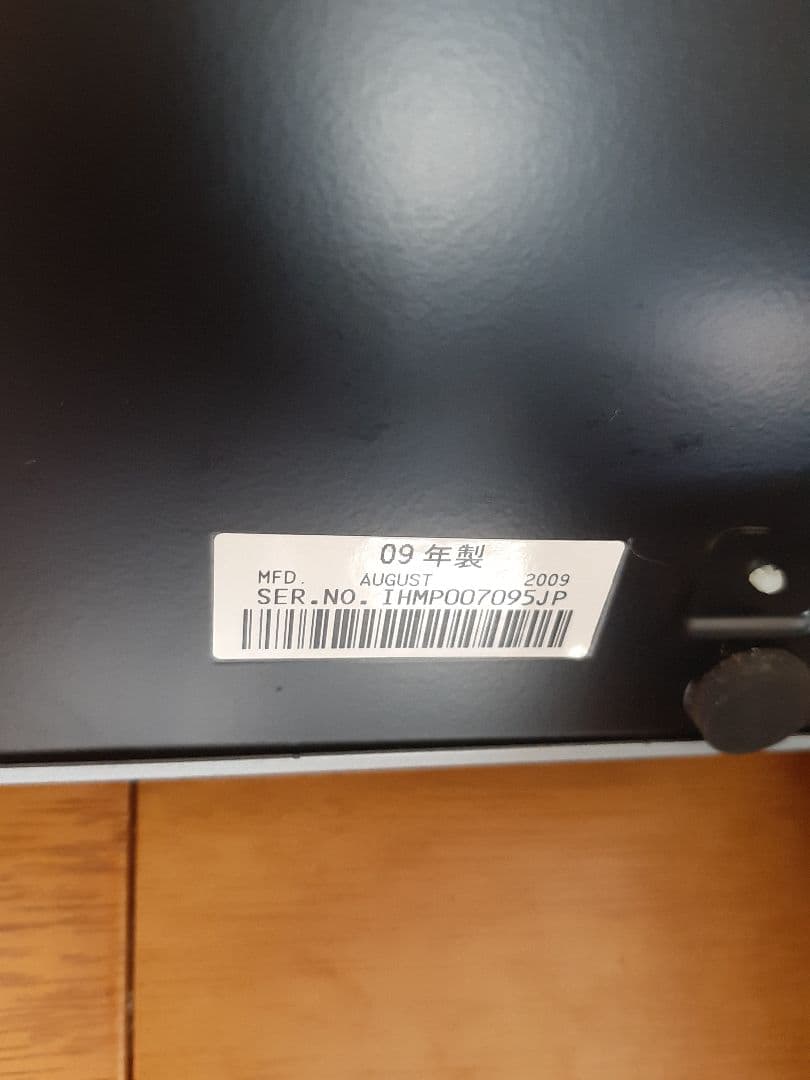 09 年製
MFD. AUGUST 2009
SER.NO. IHMP007095JP